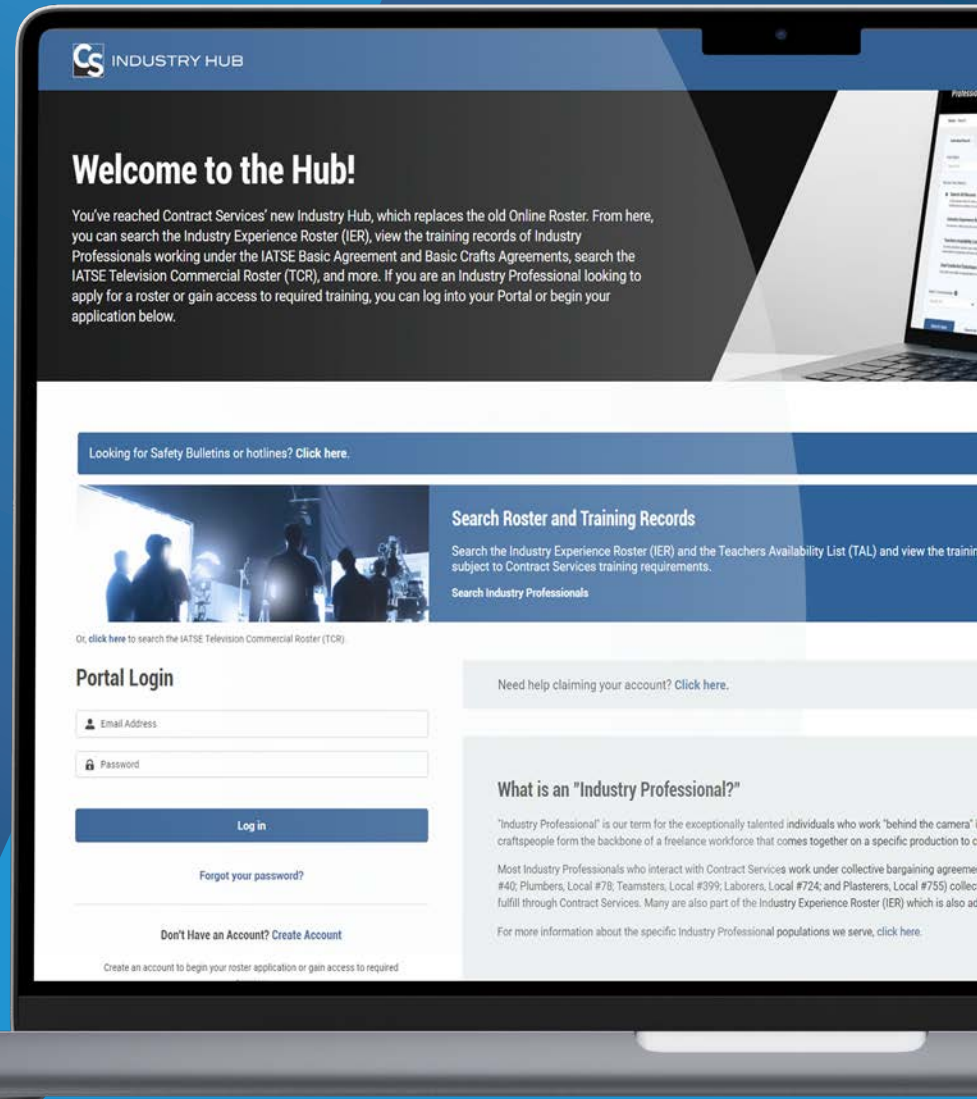 CS INDUSTRY HUB
Welcome to the Hub!
You've reached Contract Services' new Industry Hub, which replaces the old Online Roster. From here,
you can search the Industry Experience Roster (IER), view the training records of Industry
Professionals working under the IATSE Basic Agreement and Basic Crafts Agreements, search the
IATSE Television Commercial Roster (TCR), and more. If you are an Industry Professional looking to
apply for a roster or gain access to required training, you can log into your Portal or begin your
application below.
Looking for Safety Bulletins or hotlines? Click here.
Search Roster and Training Records
Search the Industry Experience Roster (IER) and the Teachers Availability List (TAL) and view the trainin
subject to Contract Services training requirements.
Search Industry Professionals
Or, click here to search the IATSE Television Commercial Roster (TCR)
Portal Login
Email Address
Password
Log in
Forgot your password?
Don't Have an Account? Create Account
Create an account to begin your roster application or gain access to required
Need help claiming your account? Click here.
What is an "Industry Professional?"
"Industry Professional" is our term for the exceptionally talented individuals who work "behind the camera" i
craftspeople form the backbone of a freelance workforce that comes together on a specific production to c
Most Industry Professionals who interact with Contract Services work under collective bargaining agreeme
#40; Plumbers, Local #78; Teamsters, Local #399; Laborers, Local #724; and Plasterers, Local #755) collec
fulfill through Contract Services. Many are also part of the Industry Experience Roster (IER) which is also ad
For more information about the specific Industry Professional populations we serve, click here.